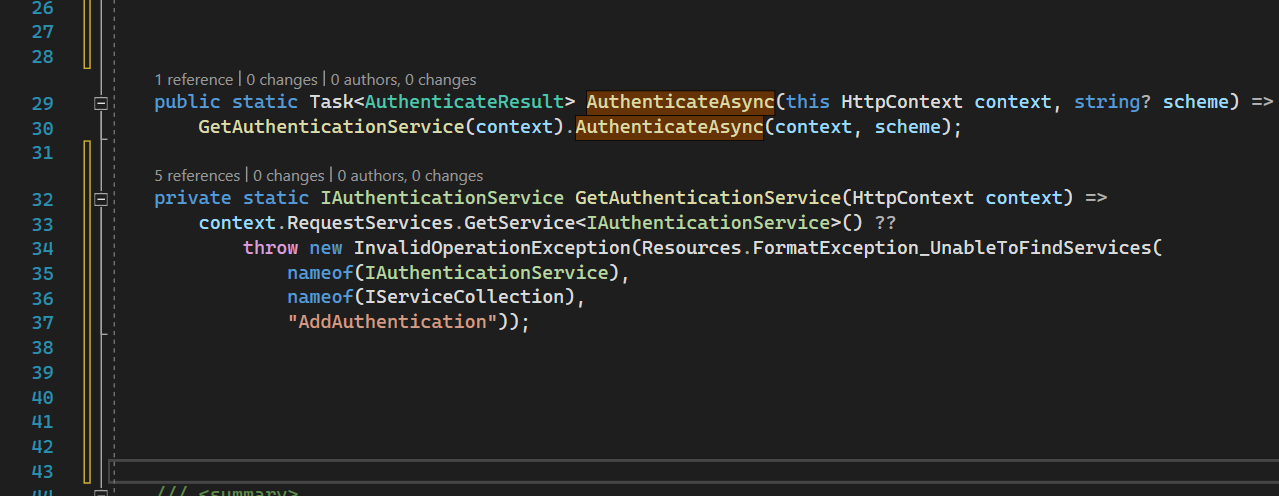 26
27
28
1 reference | 0 changes | 0 authors, 0 changes
29 public static Task<AuthenticateResult> AuthenticateAsync(this HttpContext context, string? scheme) =>
30 GetAuthenticationService(context).AuthenticateAsync(context, scheme);
31
5 references | 0 changes | 0 authors, 0 changes
32 private static IAuthenticationService GetAuthenticationService(HttpContext context) =>
33 context.RequestServices.GetService<IAuthenticationService>() ??
34 throw new InvalidOperationException(Resources.FormatException_UnableToFindServices(
35 nameof(IAuthenticationService),
36 nameof(IServiceCollection),
37 "AddAuthentication"));
38
39
40
41
42
43
44 /// <summary>